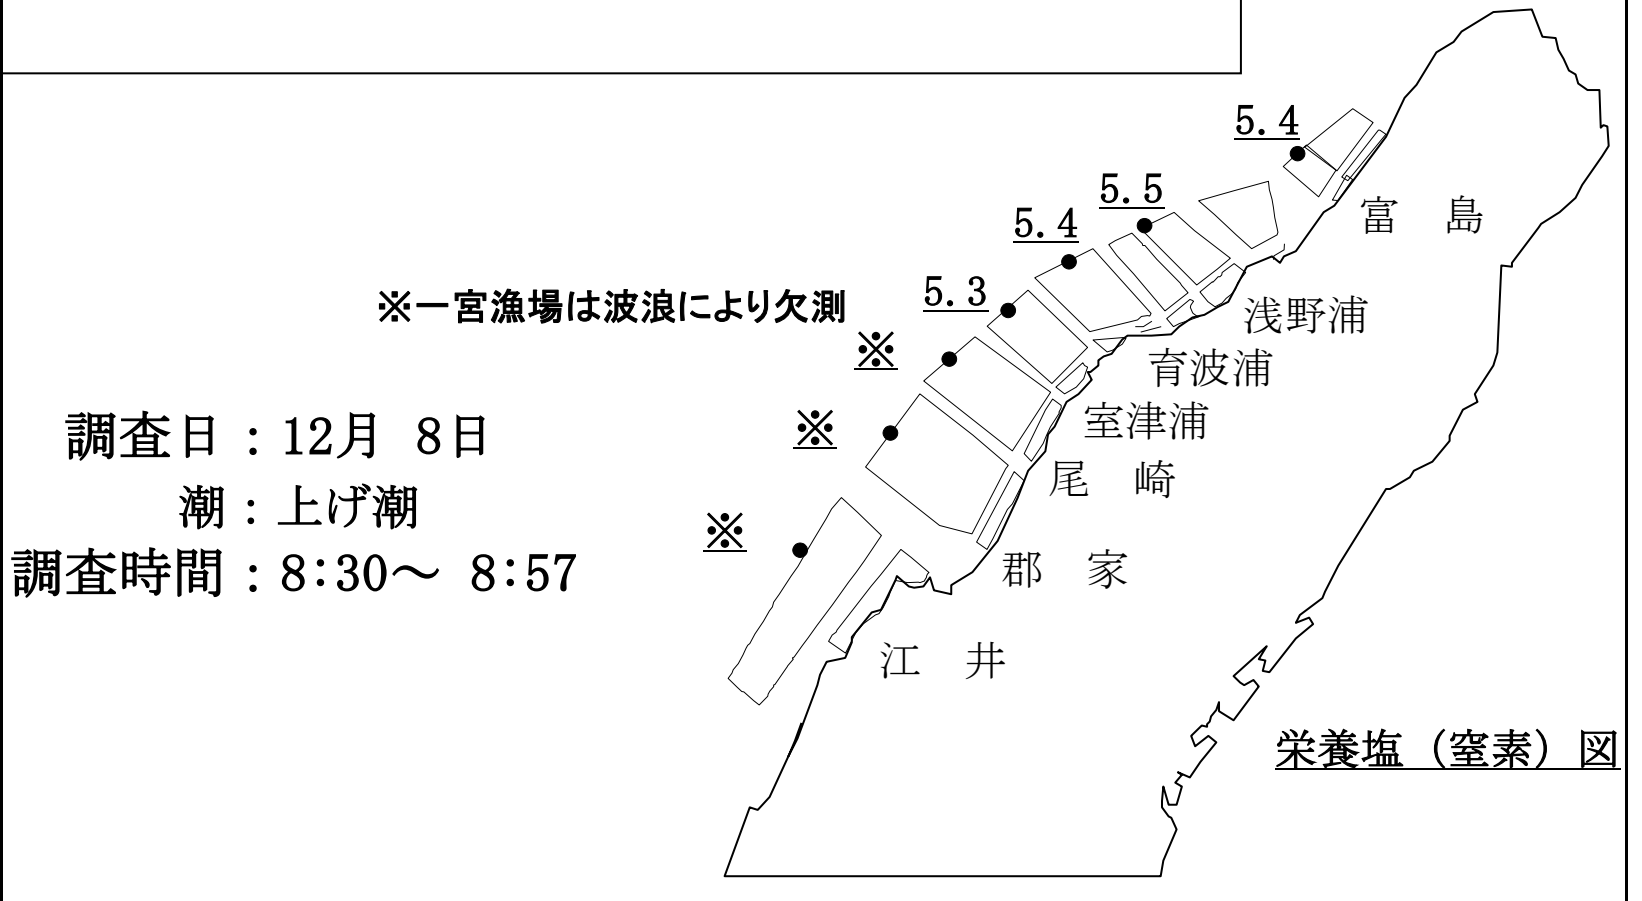 5.4
5.5
富 島
5.4
5.3
※一宮漁場は波浪により欠測
浅野浦
※
育波浦
※
室津浦
調査日：12月 8日
尾 崎
潮：上げ潮
※
郡 家
調査時間：8:30～ 8:57
江 井
栄養塩（窒素）図